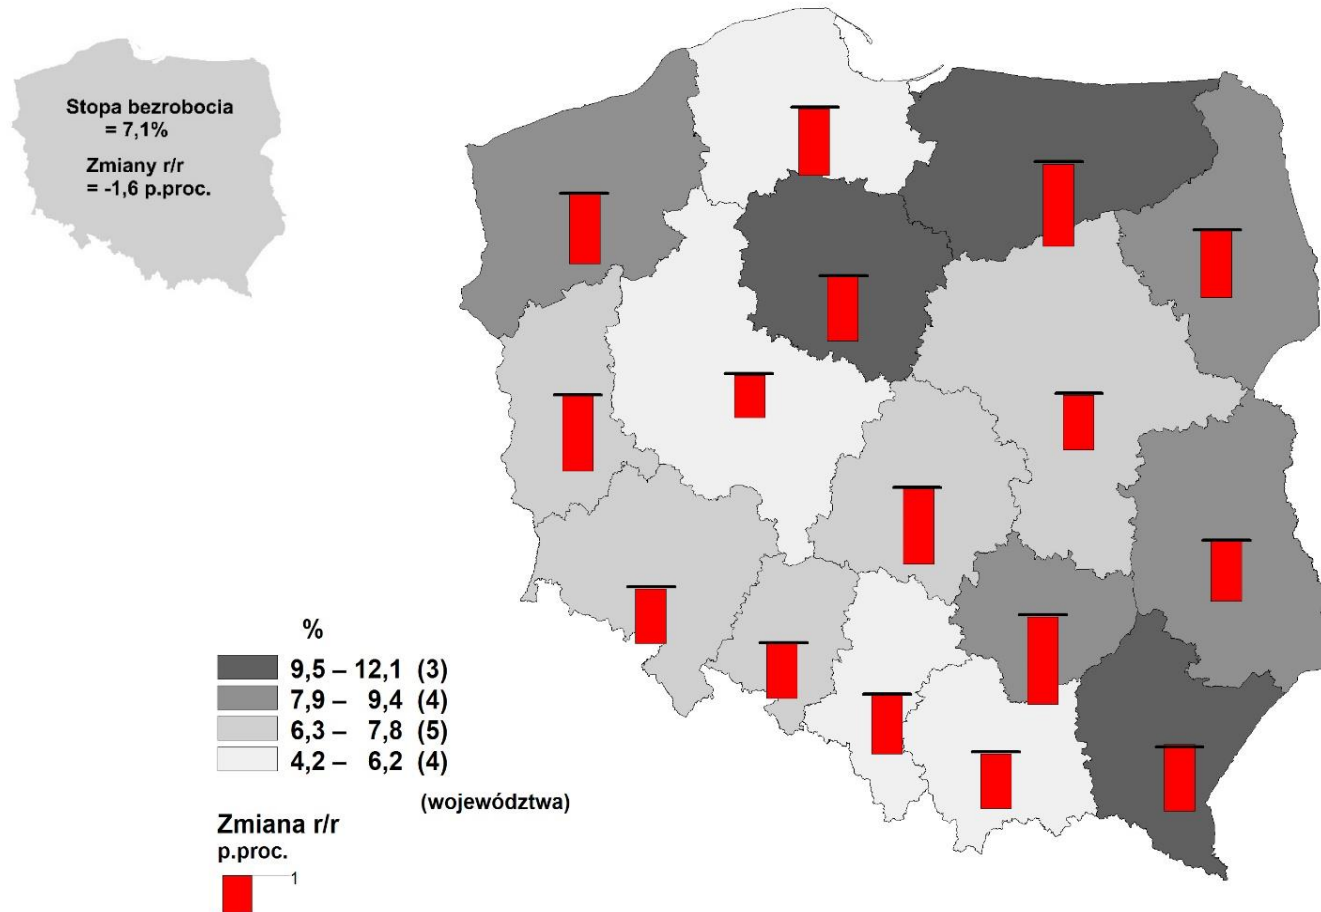 Stopa bezrobocia
= 7,1%
Zmiany r/r
= -1,6 p.proc.
%
9,5 – 12,1 (3)
7,9 – 9,4 (4)
6,3 – 7,8 (5)
4,2 – 6,2 (4)
(województwa)
Zmiana r/r
p.proc.
1